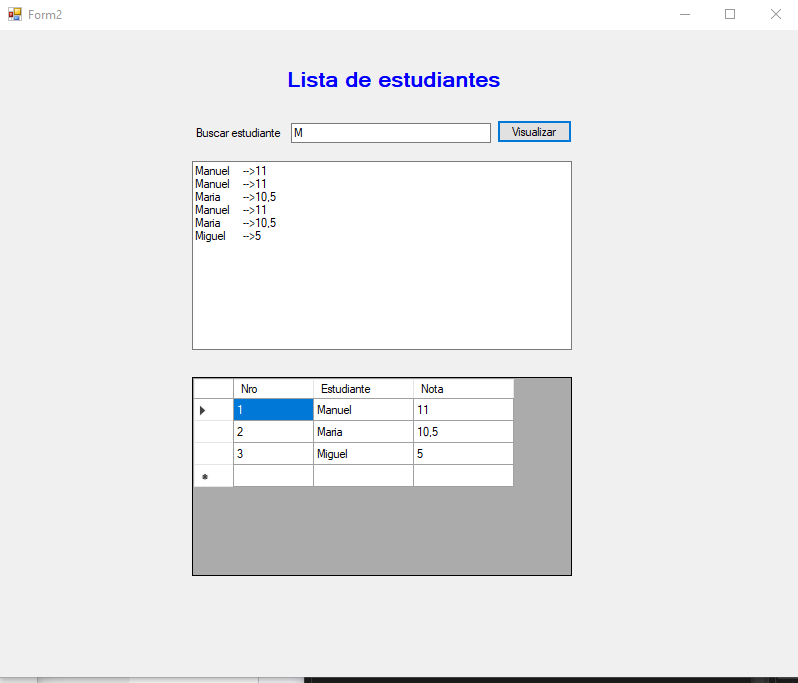 Form2
Lista de estudiantes
Buscar estudiante M Visualizar
Manuel -->11
Manuel -->11
Maria -->10,5
Manuel -->11
Maria -->10,5
Miguel -->5
Nro Estudiante Nota
1 Manuel 11
2 Maria 10,5
3 Miguel 5